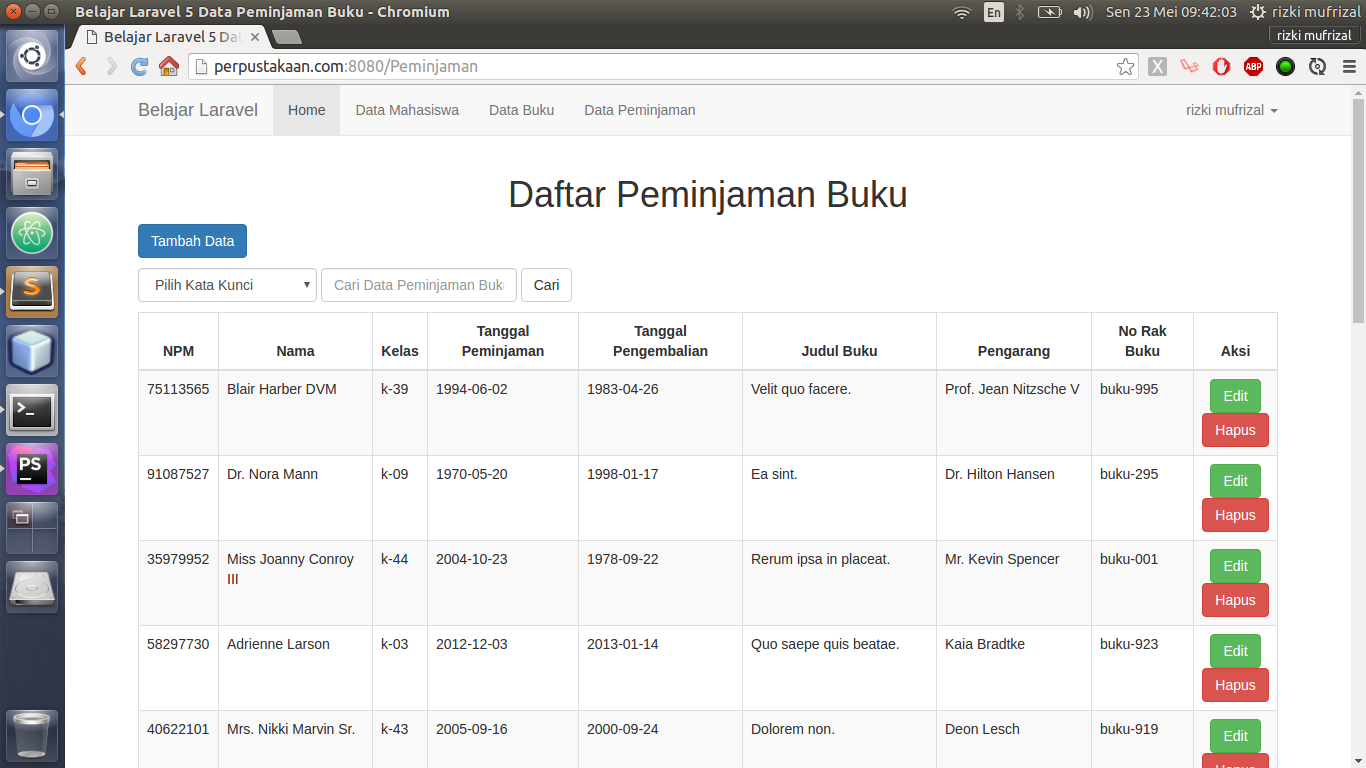 Belajar Laravel 5 Data Peminjaman Buku - Chromium
En
Sen 23 Mei 09:42:03
rizki mufrizal
Belajar Laravel 5 Dat
rizki mufrizal
perpustakaan.com:8080/Peminjaman
X
ABP
Belajar Laravel
Home
Data Mahasiswa
Data Buku
Data Peminjaman
rizki mufrizal
Daftar Peminjaman Buku
Tambah Data
Pilih Kata Kunci
Cari Data Peminjaman Buku
Cari
NPM Nama Kelas Tanggal Peminjaman Tanggal Pengembalian Judul Buku Pengarang No Rak Buku Aksi
75113565 Blair Harber DVM k-39 1994-06-02 1983-04-26 Velit quo facere. Prof. Jean Nitzsche V buku-995 Edit
Hapus
91087527 Dr. Nora Mann k-09 1970-05-20 1998-01-17 Ea sint. Dr. Hilton Hansen buku-295 Edit
Hapus
35979952 Miss Joanny Conroy III k-44 2004-10-23 1978-09-22 Rerum ipsa in placeat. Mr. Kevin Spencer buku-001 Edit
Hapus
58297730 Adrienne Larson k-03 2012-12-03 2013-01-14 Quo saepe quis beatae. Kaia Bradtke buku-923 Edit
Hapus
40622101 Mrs. Nikki Marvin Sr. k-43 2005-09-16 2000-09-24 Dolorem non. Deon Lesch buku-919 Edit
Hapus
S
>_
PS